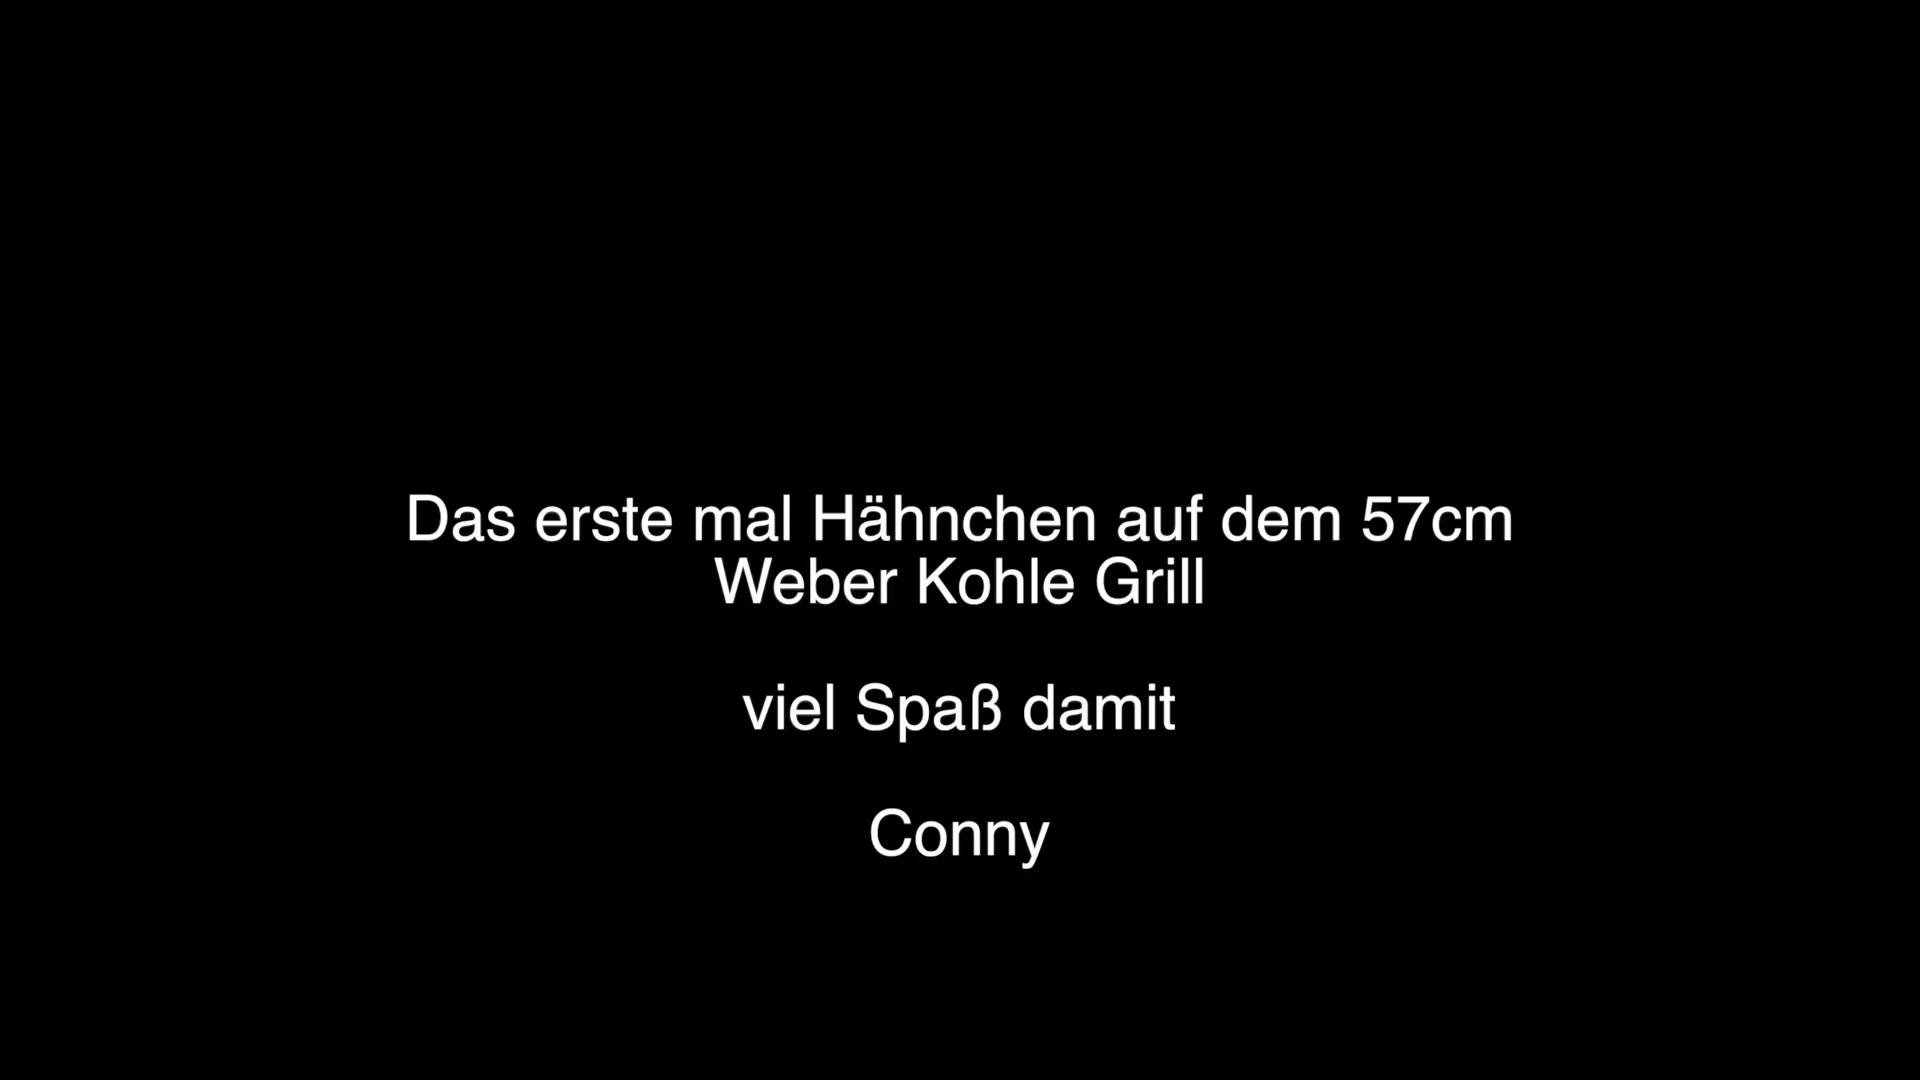 Das erste mal Hähnchen auf dem 57cm
Weber Kohle Grill
viel Spaß damit
Conny